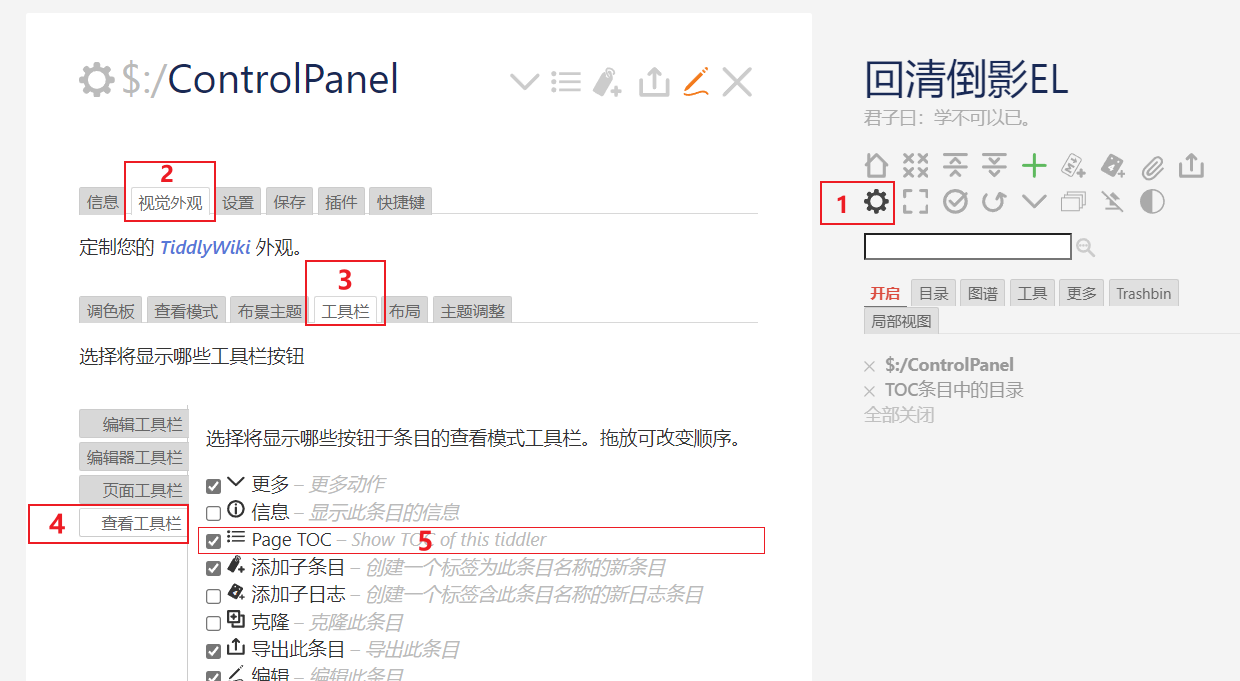 $:/ControlPanel
2
信息 视觉外观 设置 保存 插件 快捷键
定制您的 TiddlyWiki 外观。
3
调色板 查看模式 布景主题 工具栏 布局 主题调整
选择将显示哪些工具栏按钮
编辑工具栏
编辑器工具栏
页面工具栏
4 查看工具栏
选择将显示哪些按钮于条目的查看模式工具栏。拖放可改变顺序。
更多 – 更多动作
信息 – 显示此条目的信息
Page TOC – Show TOC of this tiddler
5
添加子条目 – 创建一个标签为此条目名称的新条目
添加子日志 – 创建一个标签含此条目名称的新日志条目
克隆 – 克隆此条目
导出此条目 – 导出此条目
编辑 – 编辑此条目
回清倒影EL
君子曰：学不可以已。
M+
1
开启 目录 图谱 工具 更多 Trashbin
局部视图
× $:/ControlPanel
× TOC条目中的目录
全部关闭